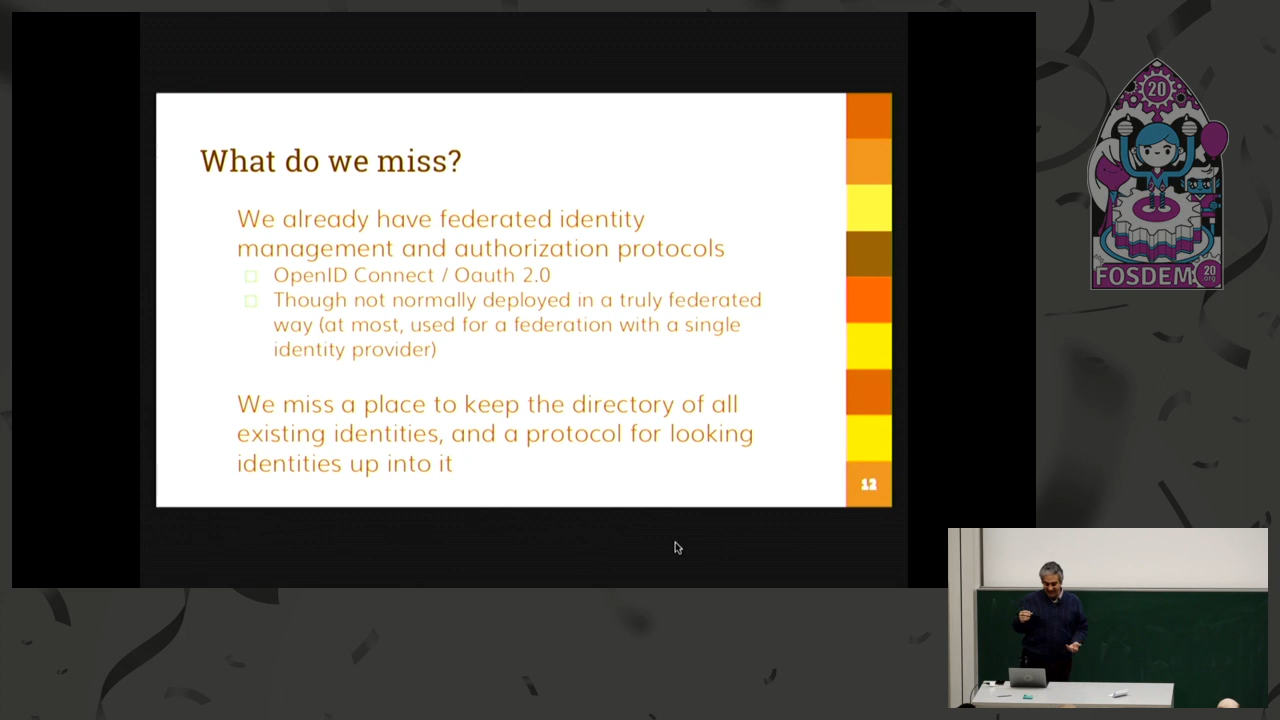 What do we miss?
We already have federated identity
management and authorization protocols
OpenID Connect / Oauth 2.0
Though not normally deployed in a truly federated
way (at most, used for a federation with a single
identity provider)
We miss a place to keep the directory of all
existing identities, and a protocol for looking
identities up into it
12
20
FOSDEM
20
.org